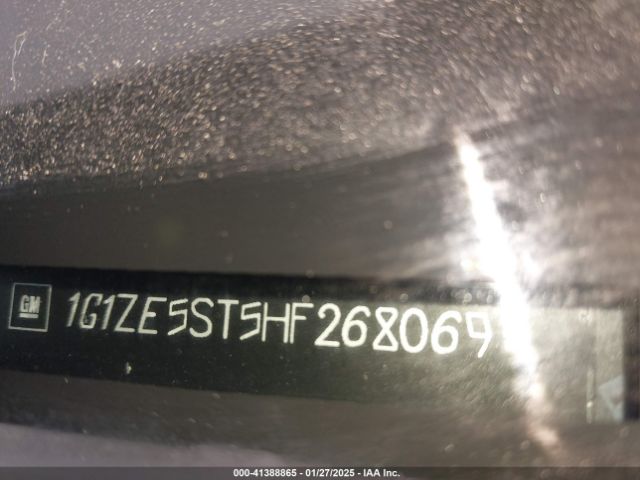 GM 1G1ZE5ST5HF268069
000-41388865 - 01/27/2025 - IAA Inc.